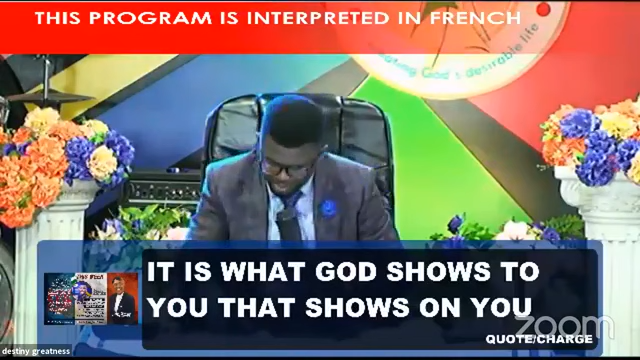 THIS PROGRAM IS INTERPRETED IN FRENCH
God's desirable life
IT IS WHAT GOD SHOWS TO
YOU THAT SHOWS ON YOU
zoom
QUOTE/CHARGE
destiny greatness